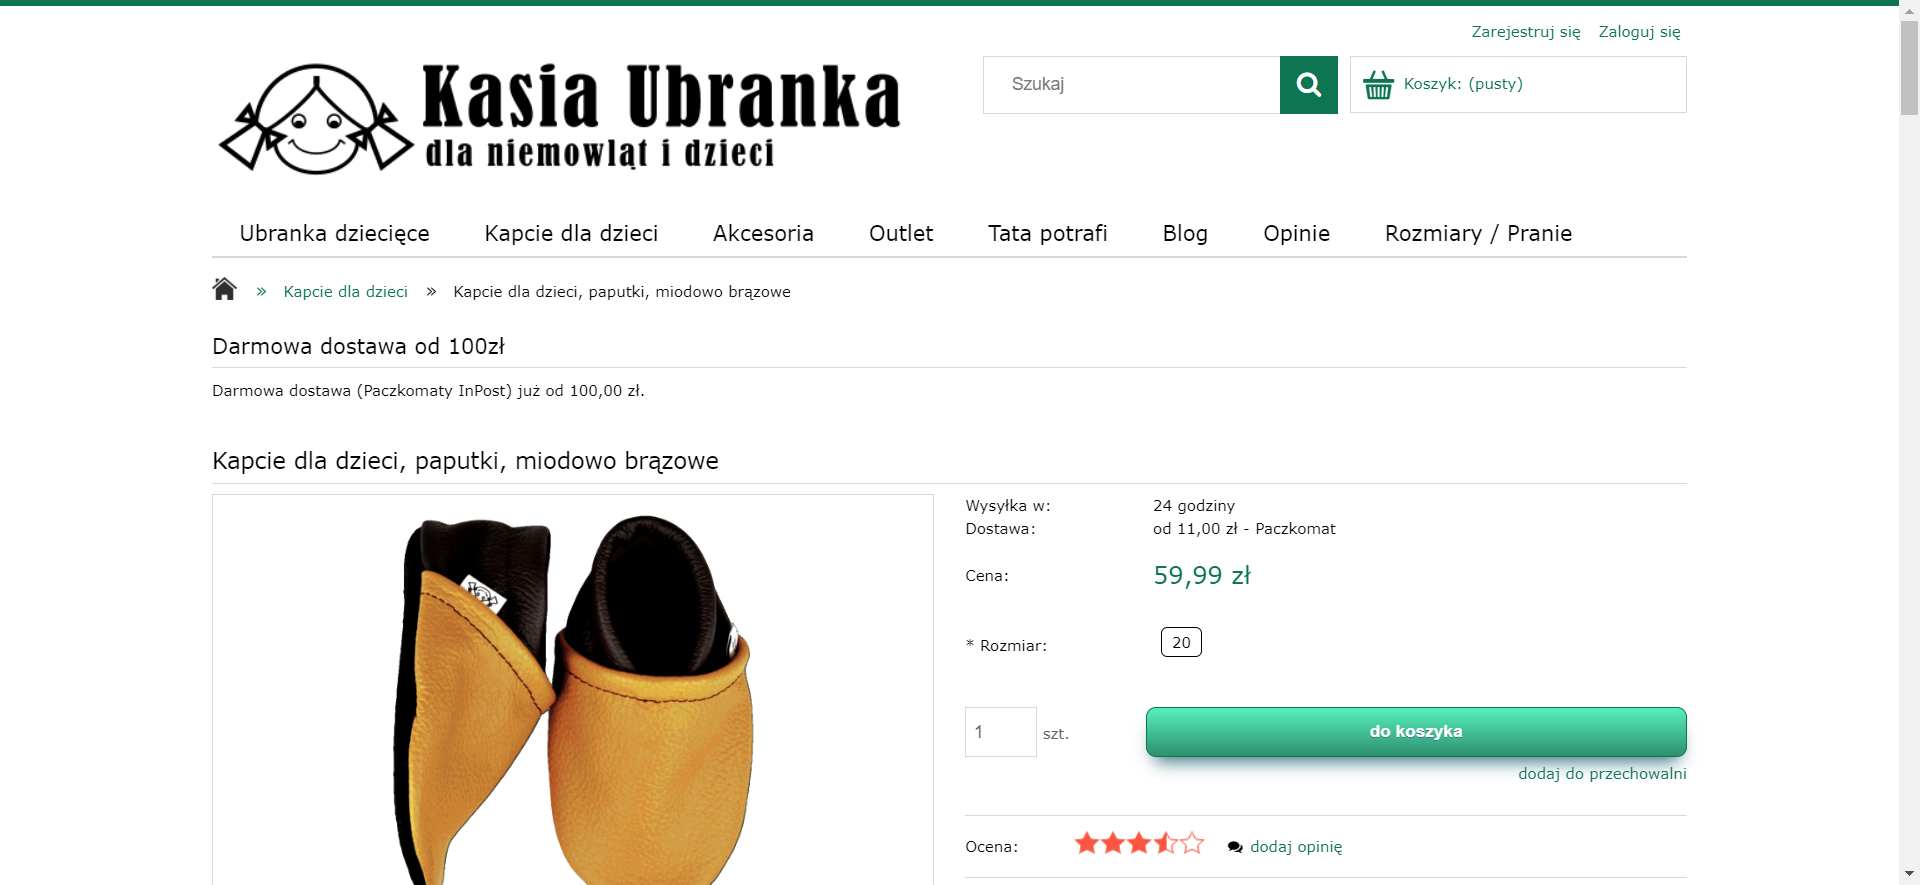 Zarejestruj się Zaloguj się
Kasia Ubranka
dla niemowląt i dzieci
Szukaj
Koszyk: (pusty)
Ubranka dziecięce Kapcie dla dzieci Akcesoria Outlet Tata potrafi Blog Opinie Rozmiary / Pranie
» Kapcie dla dzieci » Kapcie dla dzieci, paputki, miodowo brązowe
Darmowa dostawa od 100zł
Darmowa dostawa (Paczkomaty InPost) już od 100,00 zł.
Kapcie dla dzieci, paputki, miodowo brązowe
Wysyłka w: 24 godziny
Dostawa: od 11,00 zł - Paczkomat
Cena: 59,99 zł
* Rozmiar: 20
1 szt. do koszyka
dodaj do przechowalni
Ocena: dodaj opinię